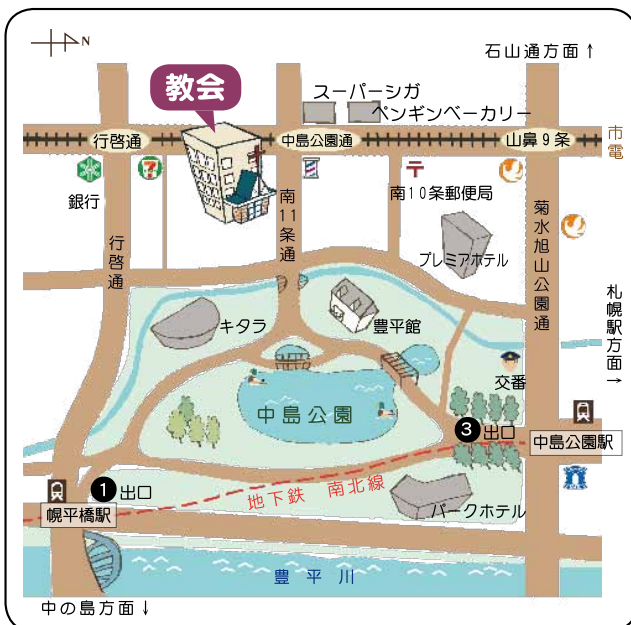 N
石山通方面↑
教会
スーパーシガ
ペンギンベーカリー
行啓通
中島公園通
山鼻9条
市電
銀行
7
南11条通
〒
南10条郵便局
行啓通
プレミアホテル
菊水旭山公園通
札幌駅方面→
キタラ
豊平館
交番
中島公園
3出口
中島公園駅
1出口
幌平橋駅
地下鉄 南北線
パークホテル
豊平川
中の島方面↓